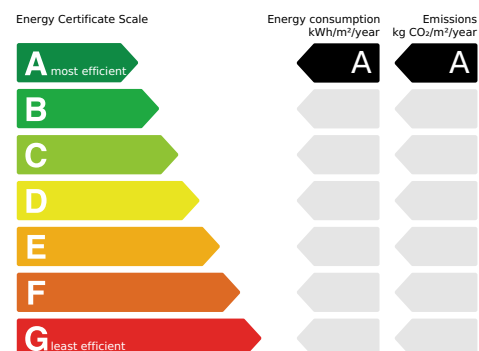 Energy Certificate Scale
Energy consumption
kWh/m²/year
Emissions
kg CO₂/m²/year
A most efficient
A
A
B
C
D
E
F
G least efficient